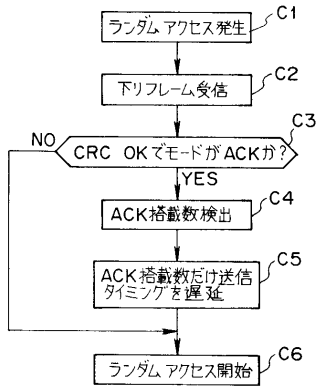 C1
ランダムアクセス発生
C2
下りフレーム受信
C3
NO
CRC OKでモードがACKか?
YES
C4
ACK搭載数検出
C5
ACK搭載数だけ送信
タイミングを遅延
C6
ランダムアクセス開始